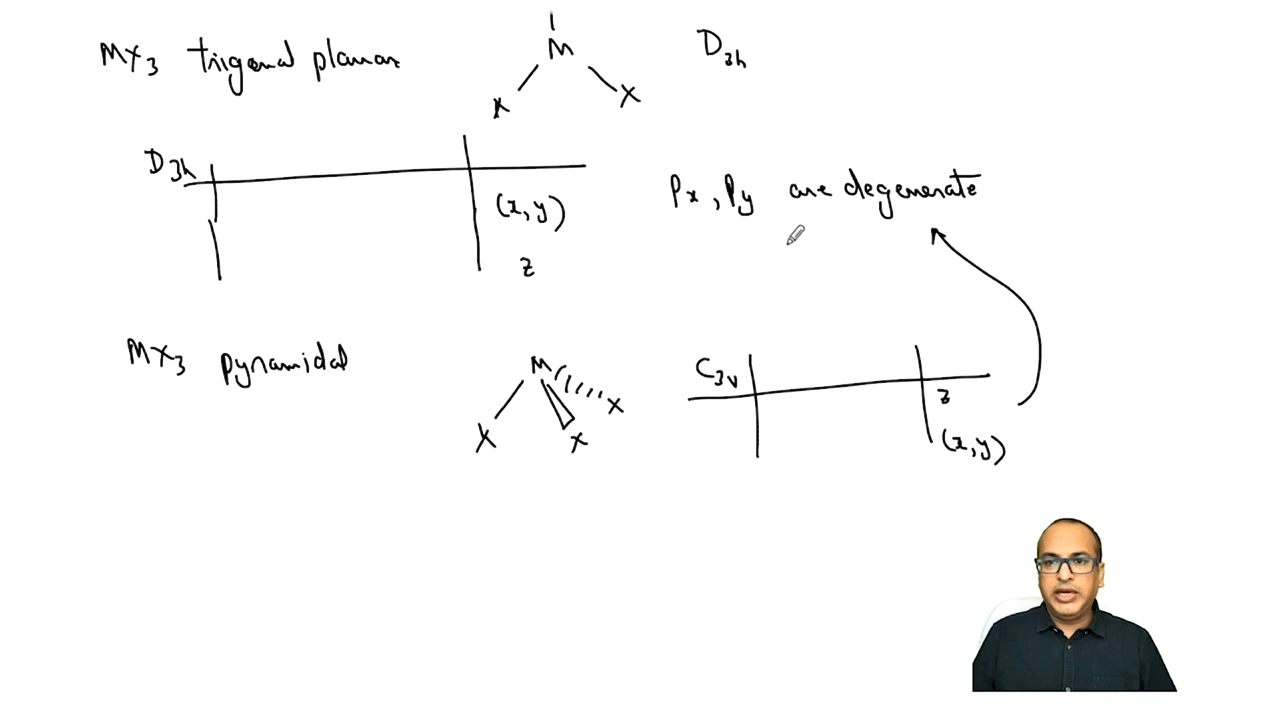 MX3 trigonal planar
M
X X
D3h
D3h
(x, y)
z
Px, Py are degenerate
MX3 pyramidal
M
X X X
C3v
z
(x, y)